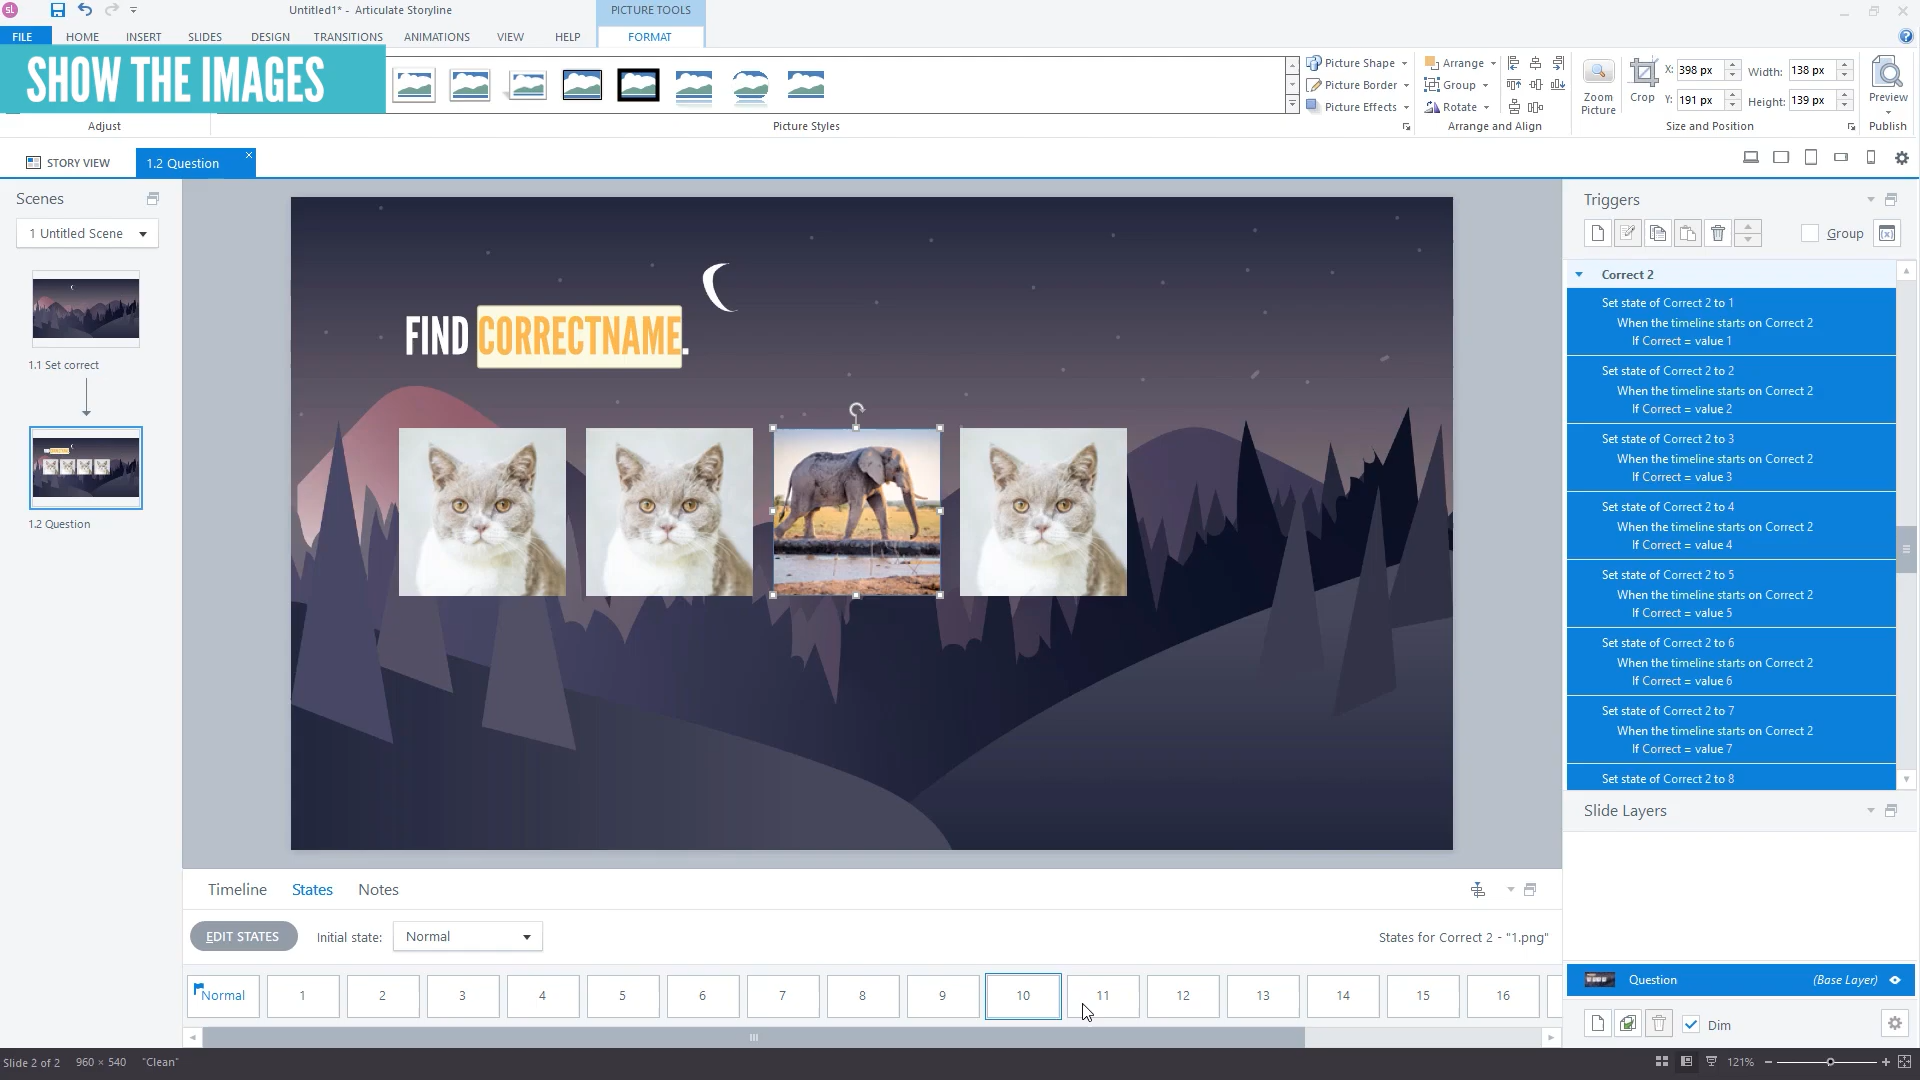 Untitled1* - Articulate Storyline
PICTURE TOOLS
FILE HOME INSERT SLIDES DESIGN TRANSITIONS ANIMATIONS VIEW HELP FORMAT
SHOW THE IMAGES
Picture Shape
Picture Border
Picture Effects
Arrange
Group
Rotate
Zoom Picture
Crop
X: 398 px
Y: 191 px
Width: 138 px
Height: 139 px
Preview
Adjust
Picture Styles
Arrange and Align
Size and Position
Publish
STORY VIEW
1.2 Question
Scenes
1 Untitled Scene
1.1 Set correct
1.2 Question
FIND CORRECTNAME.
Triggers
Group
Correct 2
Set state of Correct 2 to 1
When the timeline starts on Correct 2
If Correct = value 1
Set state of Correct 2 to 2
When the timeline starts on Correct 2
If Correct = value 2
Set state of Correct 2 to 3
When the timeline starts on Correct 2
If Correct = value 3
Set state of Correct 2 to 4
When the timeline starts on Correct 2
If Correct = value 4
Set state of Correct 2 to 5
When the timeline starts on Correct 2
If Correct = value 5
Set state of Correct 2 to 6
When the timeline starts on Correct 2
If Correct = value 6
Set state of Correct 2 to 7
When the timeline starts on Correct 2
If Correct = value 7
Set state of Correct 2 to 8
Slide Layers
Question (Base Layer)
Dim
Timeline States Notes
EDIT STATES
Initial state: Normal
States for Correct 2 - "1.png"
Normal 1 2 3 4 5 6 7 8 9 10 11 12 13 14 15 16
Slide 2 of 2 960 × 540 "Clean"
121%